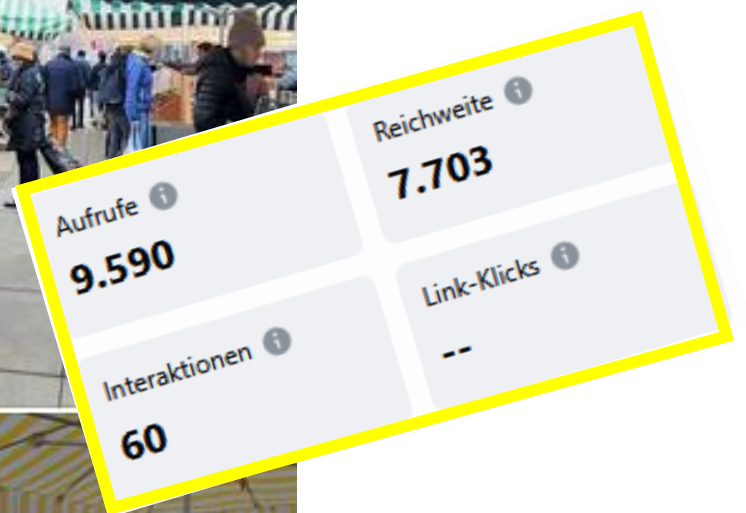 Aufrufe
9.590
Reichweite
7.703
Interaktionen
60
Link-Klicks
--